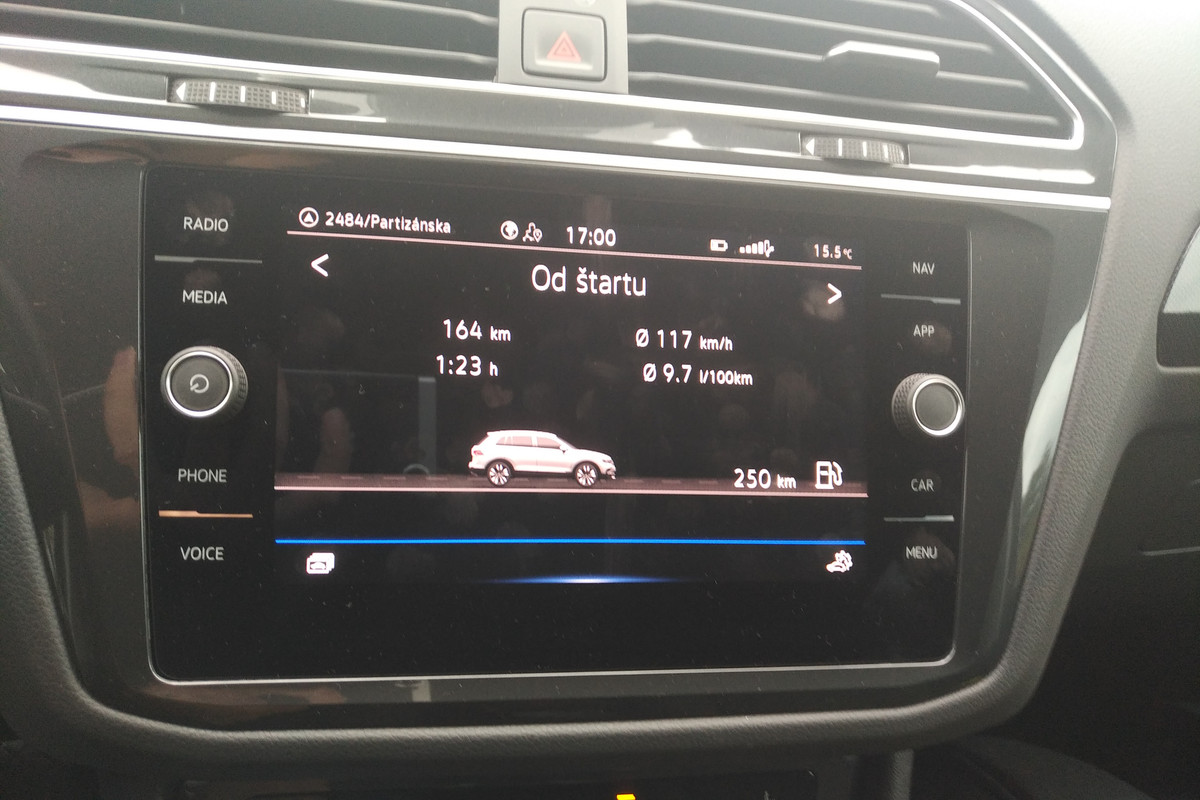 RADIO
MEDIA
PHONE
VOICE
2484/Partizánska 17:00 15.5°C
< Od štartu >
164 km Ø 117 km/h
1:23 h Ø 9.7 l/100km
250 km
NAV
APP
CAR
MENU